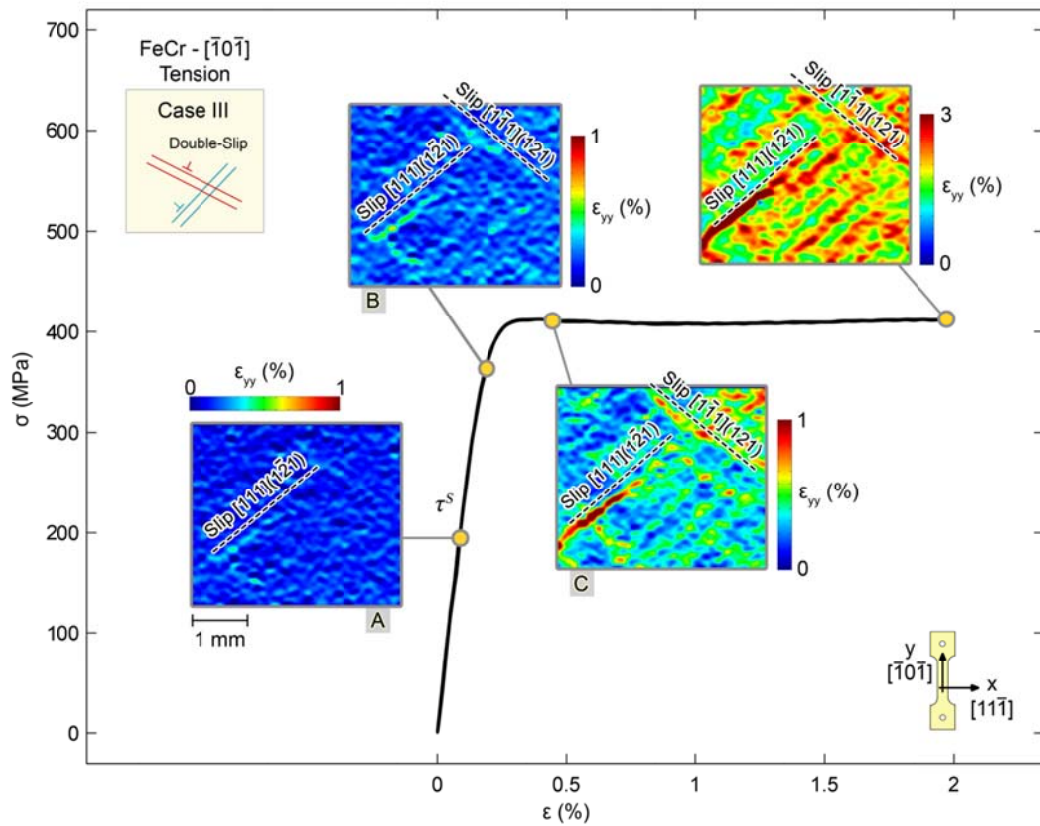 700
600
500
400
300
200
100
0
σ (MPa)
0
0.5
1
1.5
2
ε (%)
FeCr - [1̄01̄]
Tension
Case III
Double-Slip
Slip [11̄1](121)
Slip [111](12̄1)
1
ε_yy (%)
0
B
Slip [11̄1](121)
Slip [111](12̄1)
3
ε_yy (%)
0
ε_yy (%)
0
1
Slip [111](12̄1)
A
1 mm
τ^S
Slip [11̄1](121)
Slip [111](12̄1)
1
ε_yy (%)
0
C
y
[1̄01̄]
x
[111̄]